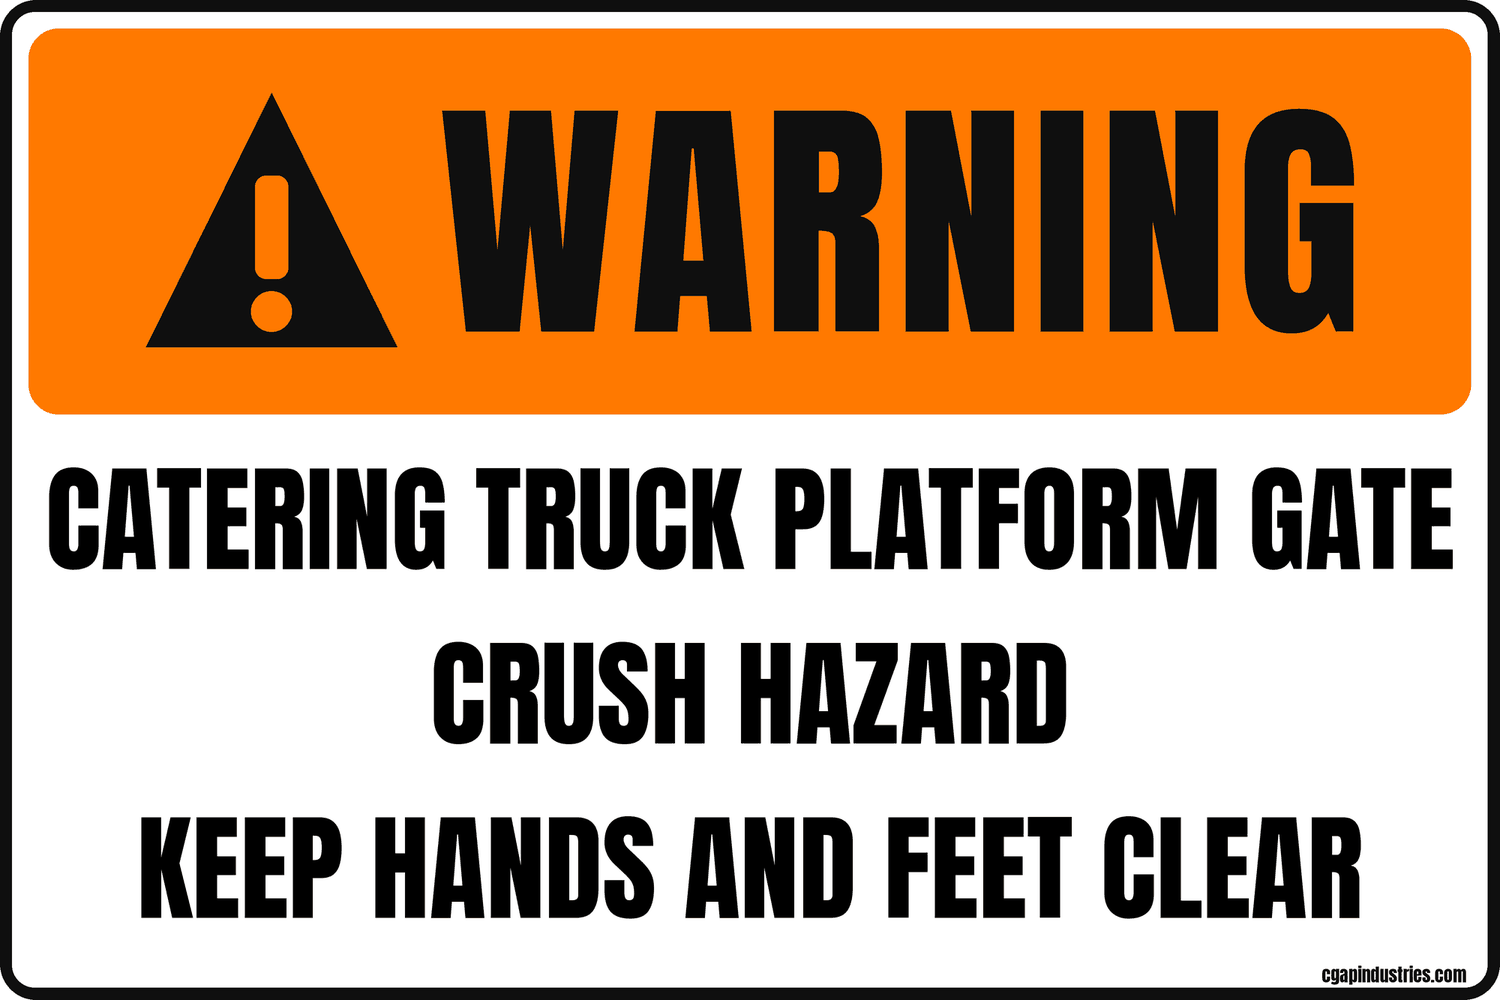 WARNING
CATERING TRUCK PLATFORM GATE
CRUSH HAZARD
KEEP HANDS AND FEET CLEAR
cgapindustries.com